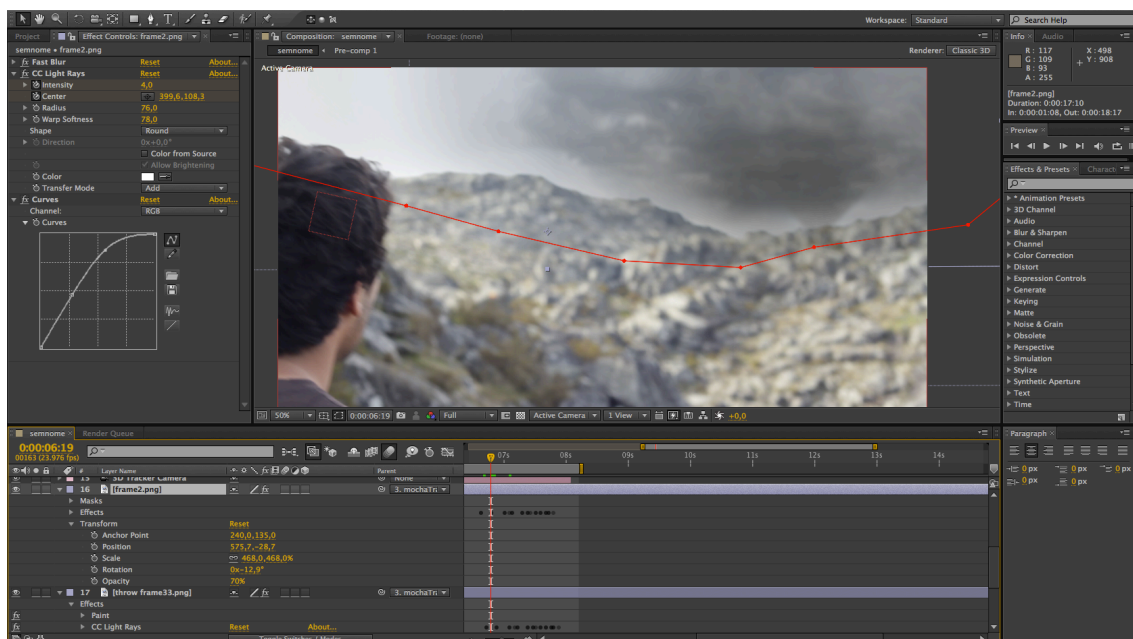 Workspace: Standard
Search Help
Project
Effect Controls: frame2.png
Composition: semnome
Footage: (none)
Info
Audio
semnome • frame2.png
semnome
Pre-comp 1
Renderer: Classic 3D
R : 117
G : 109
B : 93
A : 255
X : 498
Y : 908
fx Fast Blur Reset About...
fx CC Light Rays Reset About...
Intensity 4,0
Center 399,6,108,3
Radius 76,0
Warp Softness 78,0
Shape Round
Direction 0x+0,0°
Color from Source
Allow Brightening
Color
Transfer Mode Add
fx Curves Reset About...
Channel: RGB
Curves
Active Camera
[frame2.png]
Duration: 0:00:17:10
In: 0:00:01:08, Out: 0:00:18:17
Preview
Effects & Presets
* Animation Presets
3D Channel
Audio
Blur & Sharpen
Channel
Color Correction
Distort
Expression Controls
Generate
Keying
Matte
Noise & Grain
Obsolete
Perspective
Simulation
Stylize
Synthetic Aperture
Text
Time
50%
0:00:06:19
Full
Active Camera
1 View
+0,0
semnome
Render Queue
Paragraph
0:00:06:19
00163 (23.976 fps)
07s
08s
09s
10s
11s
12s
13s
14s
# Layer Name
Parent
15 3D Tracker Camera None
16 [frame2.png] fx 3. mochaTr
Masks
Effects
Transform Reset
Anchor Point 240,0,135,0
Position 575,7,-28,7
Scale 468,0,468,0%
Rotation 0x-12,9°
Opacity 70%
17 [throw frame33.png] fx 3. mochaTr
Effects
fx Paint
fx CC Light Rays Reset About...
Toggle Switches / Modes
0 px
0 px
0 px
0 px
0 px